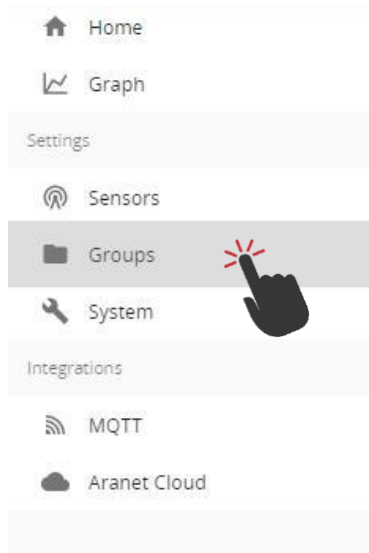 Home
Graph
Settings
Sensors
Groups
System
Integrations
MQTT
Aranet Cloud